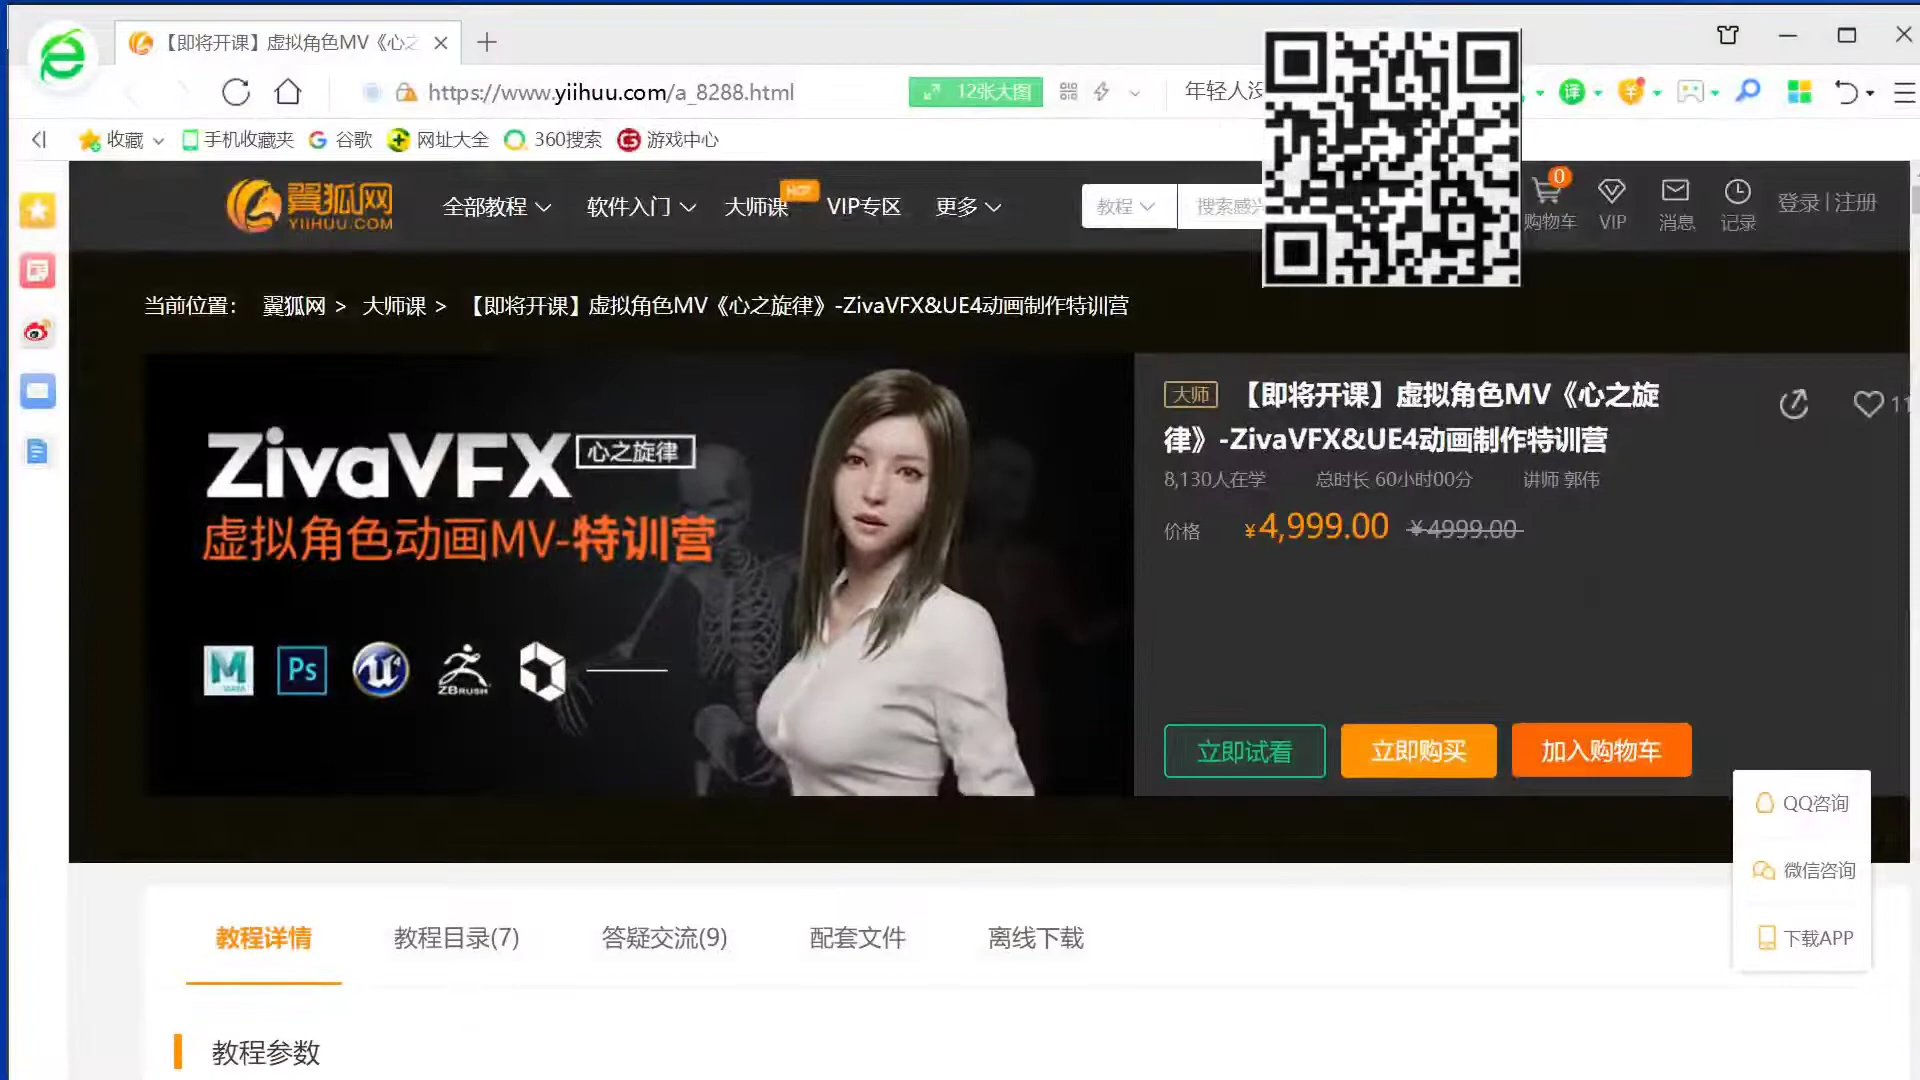 【即将开课】虚拟角色MV《心之
https://www.yiihuu.com/a_8288.html
12张大图
年轻人没
译
收藏
手机收藏夹
谷歌
网址大全
360搜索
游戏中心
翼狐网
YIIHUU.COM
全部教程
软件入门
大师课
HOT
VIP专区
更多
教程
搜索感兴
0
购物车
VIP
消息
记录
登录 | 注册
当前位置: 翼狐网 > 大师课 > 【即将开课】虚拟角色MV《心之旋律》-ZivaVFX&UE4动画制作特训营
ZivaVFX 心之旋律
虚拟角色动画MV-特训营
M
Ps
4
ZBRUSH
大师 【即将开课】虚拟角色MV《心之旋
律》-ZivaVFX&UE4动画制作特训营
8,130人在学 总时长 60小时00分 讲师 郭伟
价格 ¥4,999.00 ¥4999.00
立即试看
立即购买
加入购物车
QQ咨询
微信咨询
下载APP
教程详情
教程目录(7)
答疑交流(9)
配套文件
离线下载
教程参数